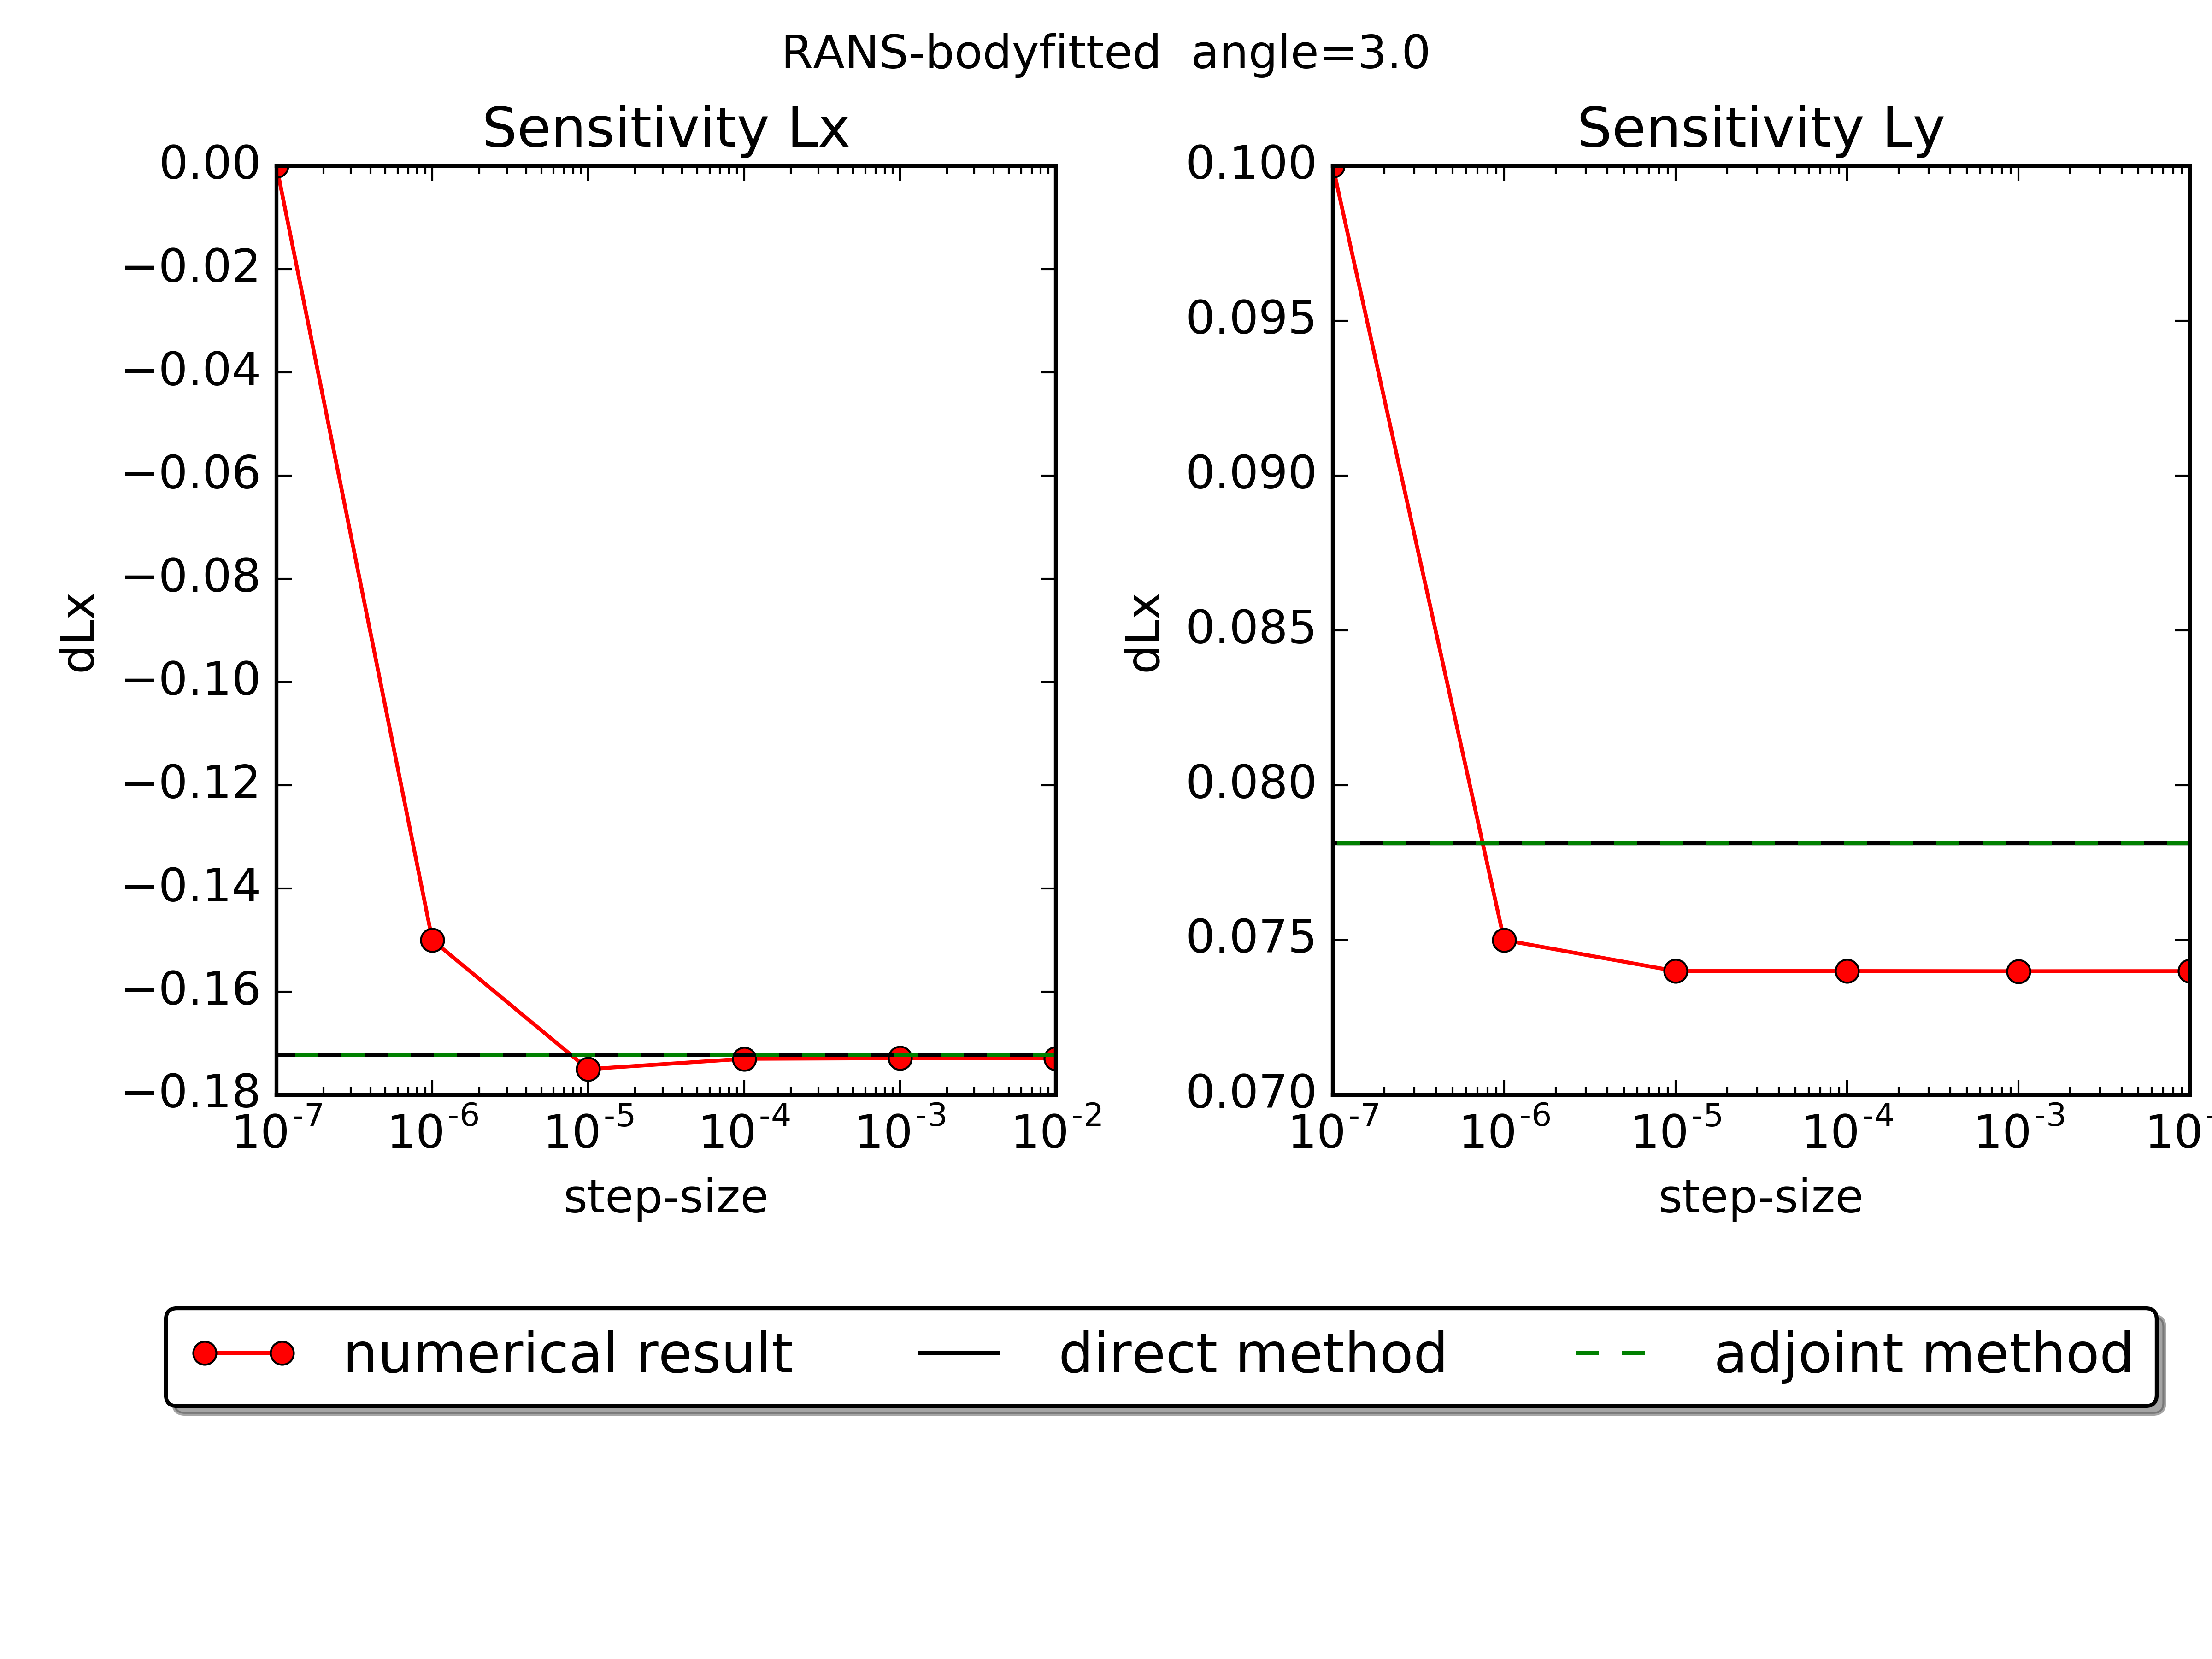 RANS-bodyfitted  angle=3.0
Sensitivity Lx
0.00
−0.02
−0.04
−0.06
−0.08
−0.10
−0.12
−0.14
−0.16
−0.18
dLx
10^-7 10^-6 10^-5 10^-4 10^-3 10^-2
step-size
Sensitivity Ly
0.100
0.095
0.090
0.085
0.080
0.075
0.070
dLx
10^-7 10^-6 10^-5 10^-4 10^-3 10^-
step-size
numerical result direct method adjoint method